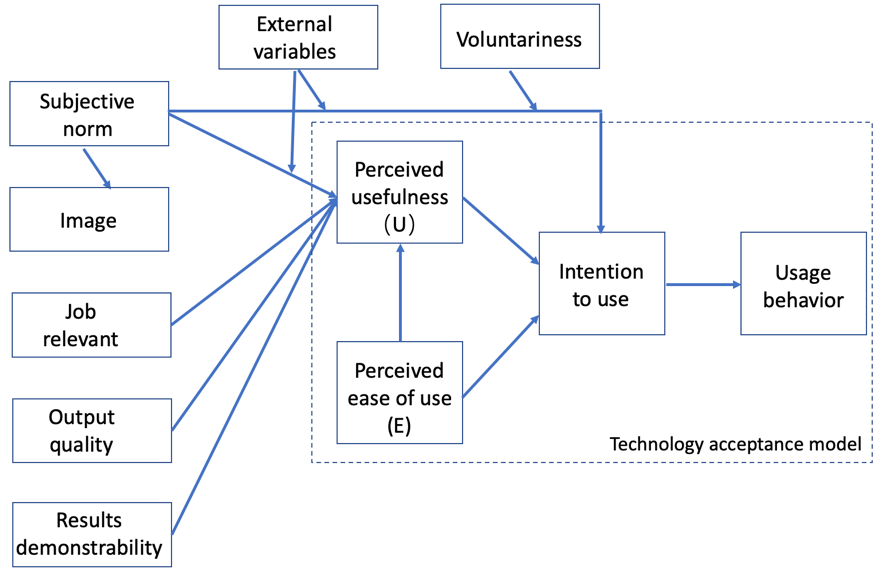 External
variables
Voluntariness
Subjective
norm
Image
Perceived
usefulness
（U）
Intention
to use
Usage
behavior
Job
relevant
Perceived
ease of use
(E)
Output
quality
Technology acceptance model
Results
demonstrability